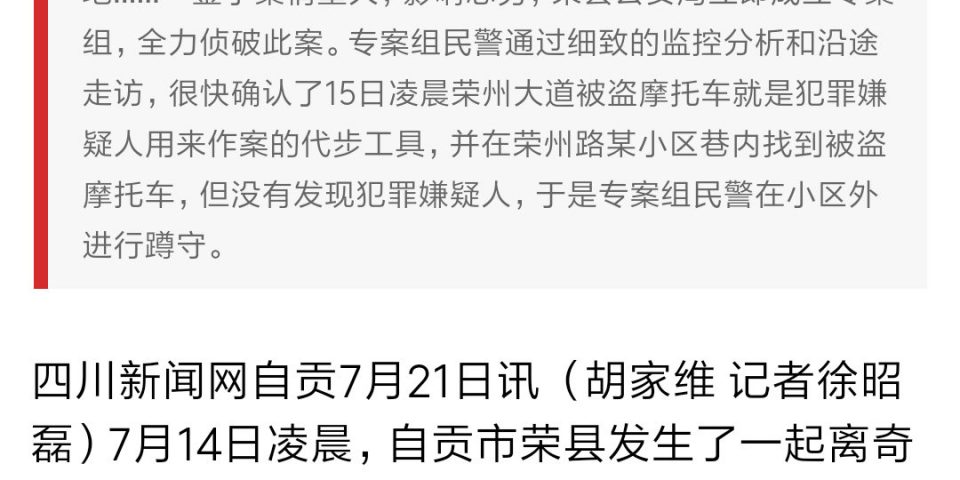 组，全力侦破此案。专案组民警通过细致的监控分析和沿途
走访，很快确认了15日凌晨荣州大道被盗摩托车就是犯罪嫌
疑人用来作案的代步工具，并在荣州路某小区巷内找到被盗
摩托车，但没有发现犯罪嫌疑人，于是专案组民警在小区外
进行蹲守。
四川新闻网自贡7月21日讯（胡家维 记者徐昭
磊）7月14日凌晨，自贡市荣县发生了一起离奇